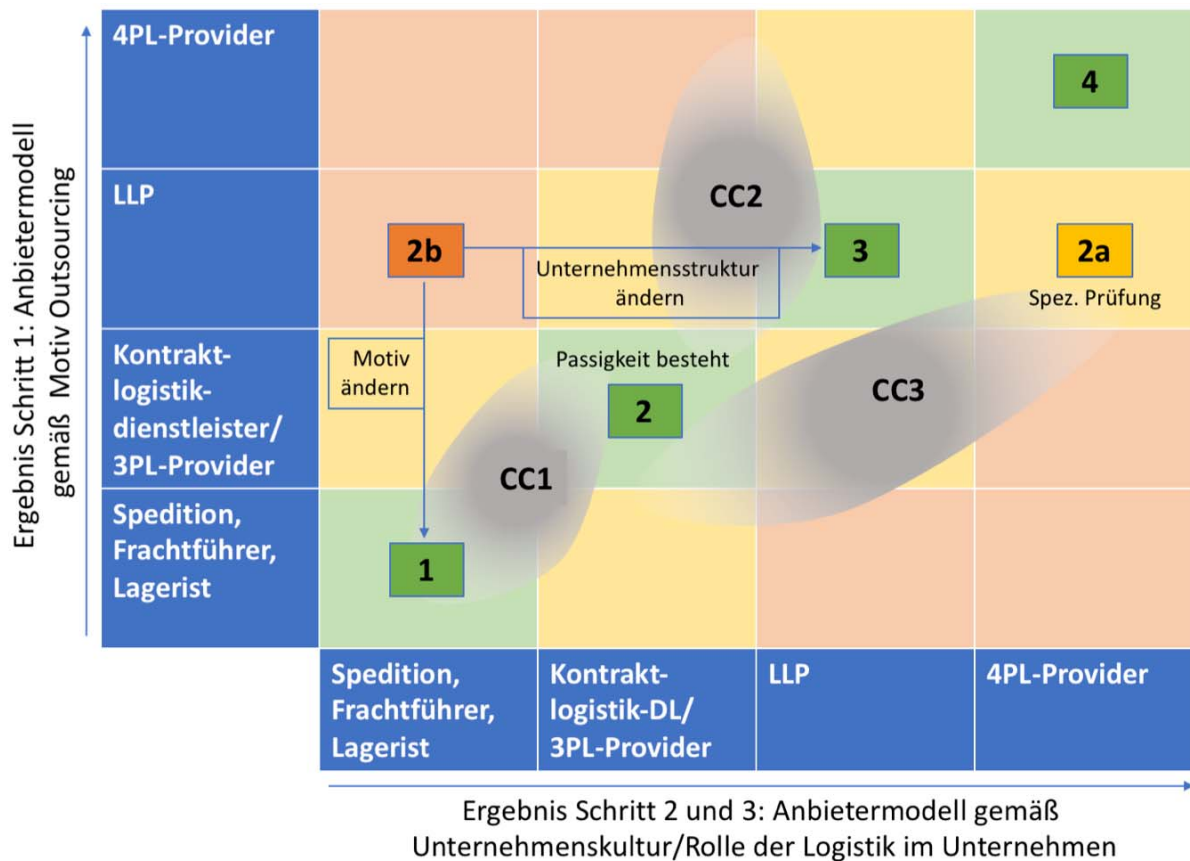 Ergebnis Schritt 1: Anbietermodell
gemäß Motiv Outsourcing
4PL-Provider
4
LLP
CC2
2b
3
2a
Unternehmensstruktur
ändern
Spez. Prüfung
Kontrakt-
logistik-
dienstleister/
3PL-Provider
Motiv
ändern
Passigkeit besteht
2
CC3
CC1
Spedition,
Frachtführer,
Lagerist
1
Spedition,
Frachtführer,
Lagerist
Kontrakt-
logistik-DL/
3PL-Provider
LLP
4PL-Provider
Ergebnis Schritt 2 und 3: Anbietermodell gemäß
Unternehmenskultur/Rolle der Logistik im Unternehmen